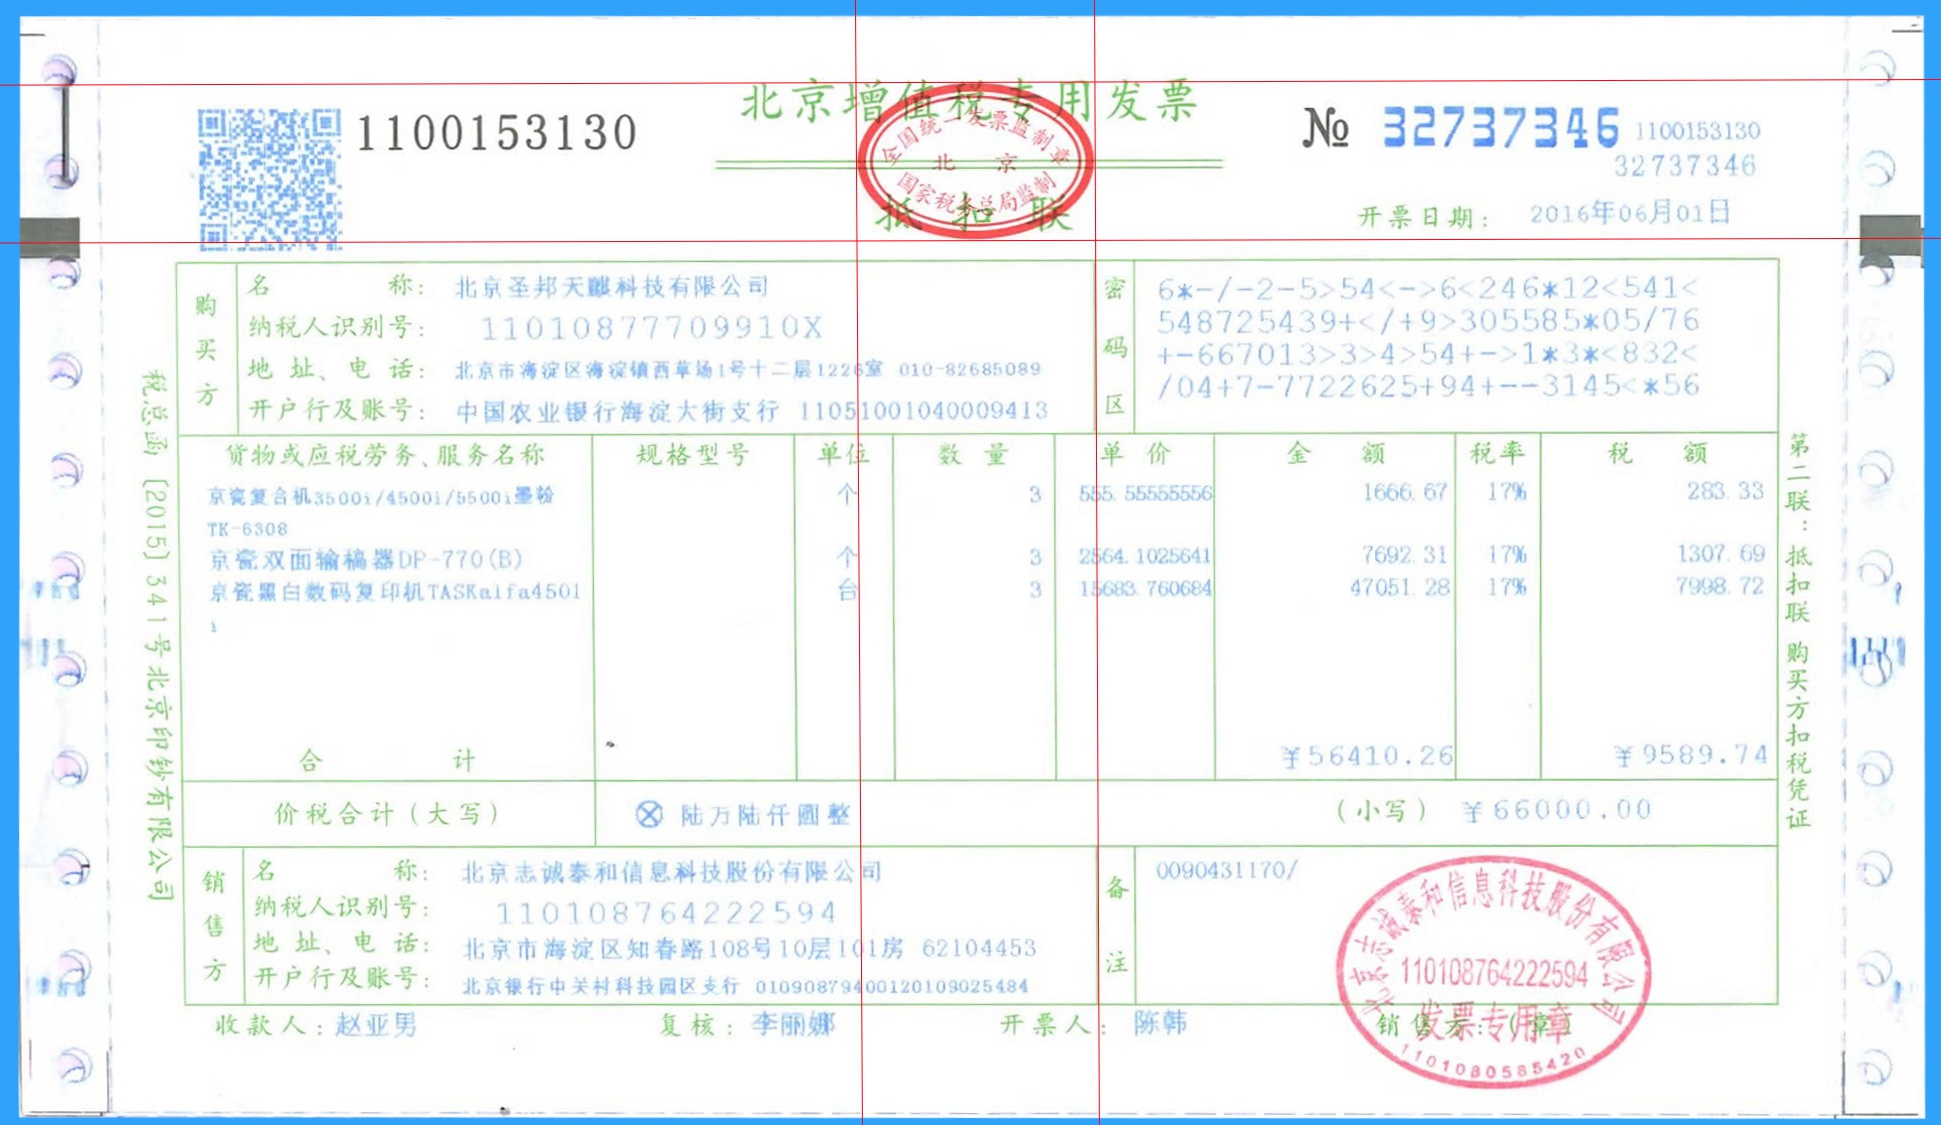 北京增值税专用发票
1100153130
№ 32737346 1100153130
32737346
全国统一发票监制章
北 京
国家税务总局监制
抵 扣 联
开票日期: 2016年06月01日
购买方
名 称: 北京圣邦天麒科技有限公司
纳税人识别号: 11010877709910X
地 址、电 话: 北京市海淀区海淀镇西草场1号十二层1226室 010-82685089
开户行及账号: 中国农业银行海淀大街支行 11051001040009413
密码区
6*-/-2-5>54<->6<246*12<541<
548725439+</+9>305585*05/76
+-667013>3>4>54+->1*3*<832<
/04+7-7722625+94+--3145<*56
货物或应税劳务、服务名称 规格型号 单位 数 量 单 价 金 额 税率 税 额
京瓷复合机3500i/4500i/5500i墨粉 个 3 555.55555556 1666.67 17% 283.33
TK-6308
京瓷双面输稿器DP-770(B) 个 3 2564.1025641 7692.31 17% 1307.69
京瓷黑白数码复印机TASKalfa4501 台 3 15683.760684 47051.28 17% 7998.72
i
合 计 ¥56410.26 ¥9589.74
价税合计(大写) ⊗ 陆万陆仟圆整 (小写) ¥66000.00
销售方
名 称: 北京志诚泰和信息科技股份有限公司
纳税人识别号: 110108764222594
地 址、电 话: 北京市海淀区知春路108号10层101房 62104453
开户行及账号: 北京银行中关村科技园区支行 01090879400120109025484
备注
0090431170/
收款人: 赵亚男 复核: 李丽娜 开票人: 陈韩 销售方:(章)
北京志诚泰和信息科技股份有限公司
110108764222594
发票专用章
1101080585420
税总函[2015]341号北京印钞有限公司
第二联:抵扣联 购买方扣税凭证